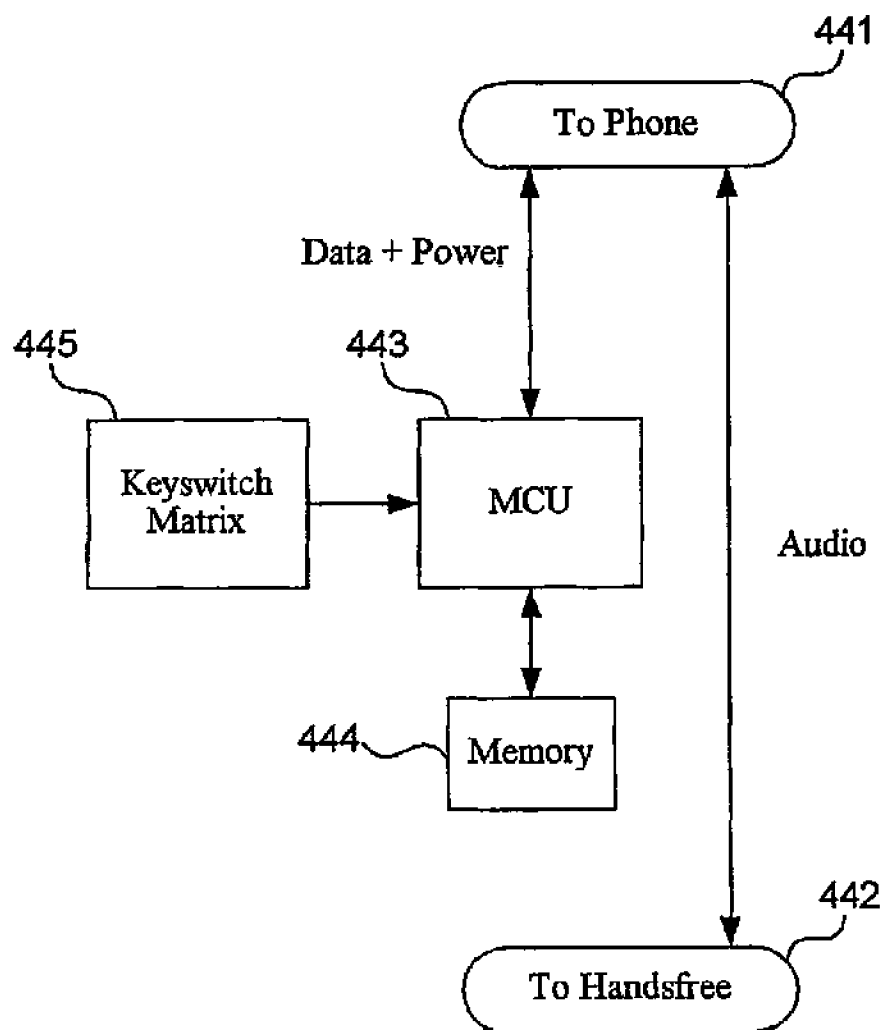 441
To Phone
Data + Power
445
443
Keyswitch
Matrix
MCU
Audio
444
Memory
442
To Handsfree